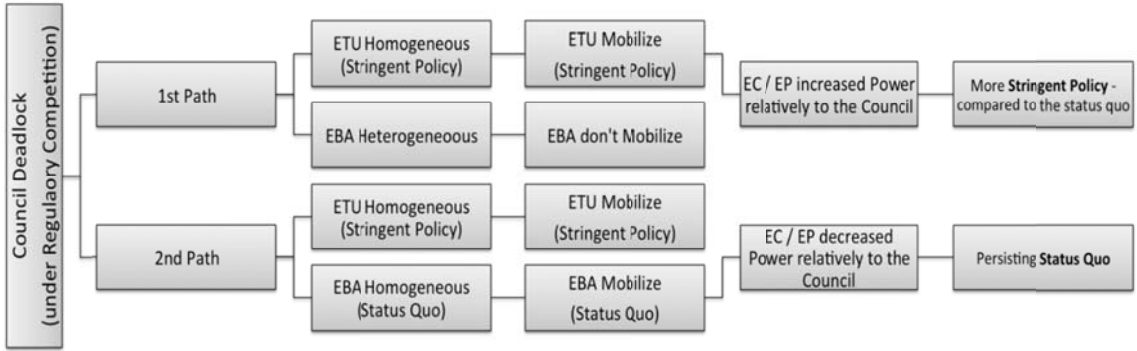 Council Deadlock
(under Regulaory Competition)
1st Path
2nd Path
ETU Homogeneous
(Stringent Policy)
EBA Heterogeneoous
ETU Homogeneous
(Stringent Policy)
EBA Homogeneous
(Status Quo)
ETU Mobilize
(Stringent Policy)
EBA don't Mobilize
ETU Mobilize
(Stringent Policy)
EBA Mobilize
(Status Quo)
EC / EP increased Power
relatively to the Council
EC / EP decreased
Power relatively to the
Council
More Stringent Policy -
compared to the status quo
Persisting Status Quo